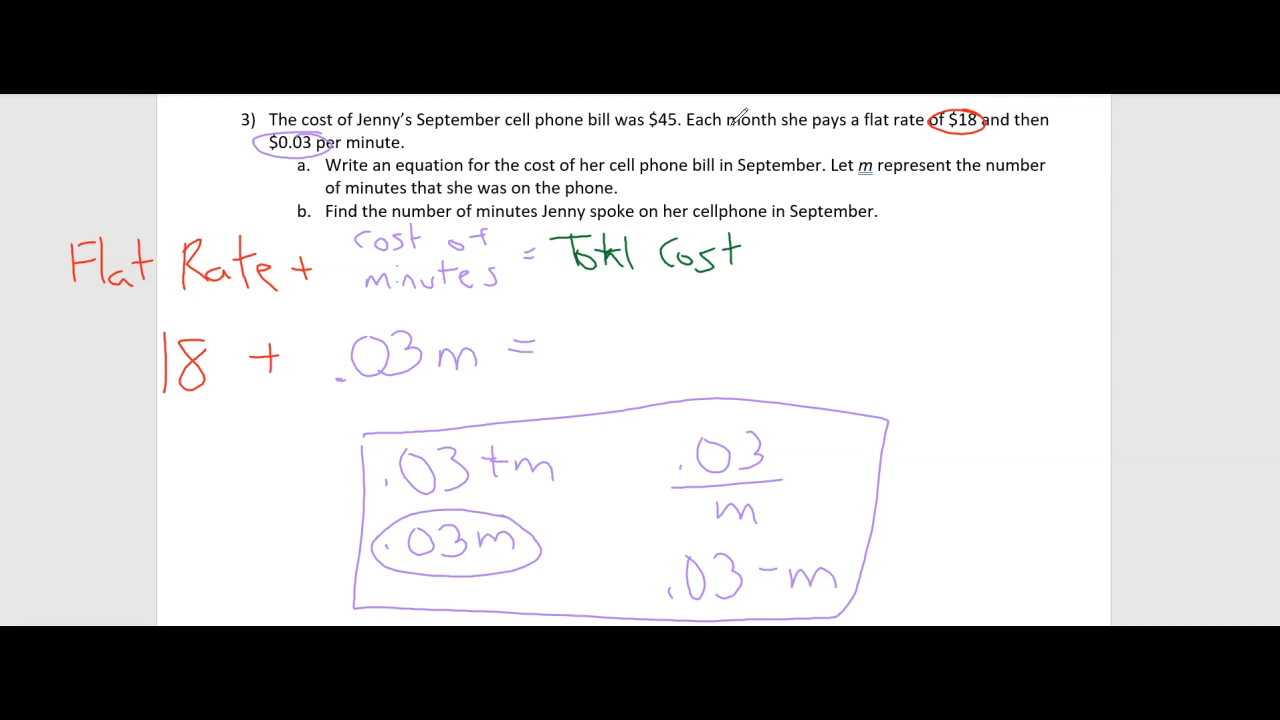 3) The cost of Jenny's September cell phone bill was $45. Each month she pays a flat rate of $18 and then
$0.03 per minute.
a. Write an equation for the cost of her cell phone bill in September. Let m represent the number
of minutes that she was on the phone.
b. Find the number of minutes Jenny spoke on her cellphone in September.
Flat Rate + cost of minutes = Total Cost
18 + .03m =
.03+m
.03/m
.03m
.03-m